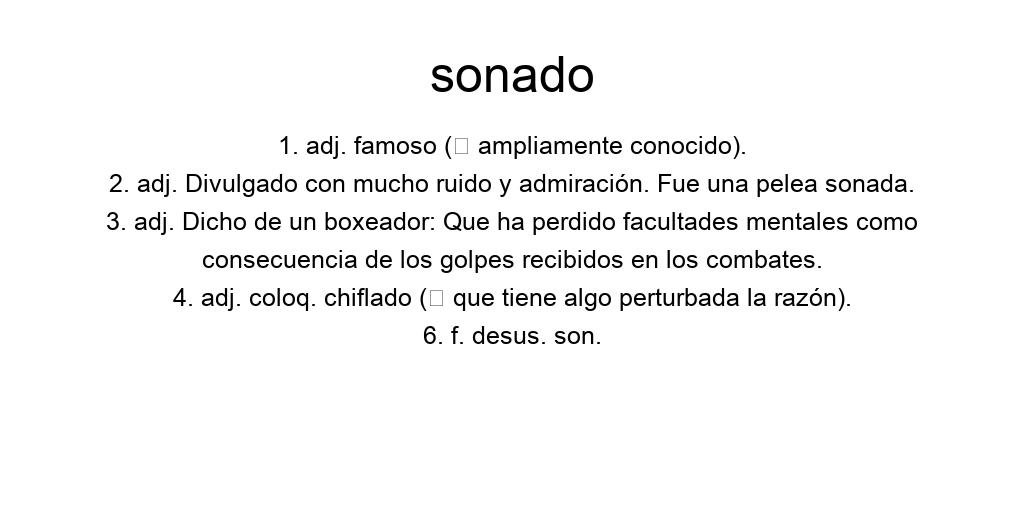 sonado
1. adj. famoso (□ ampliamente conocido).
2. adj. Divulgado con mucho ruido y admiración. Fue una pelea sonada.
3. adj. Dicho de un boxeador: Que ha perdido facultades mentales como
consecuencia de los golpes recibidos en los combates.
4. adj. coloq. chiflado (□ que tiene algo perturbada la razón).
6. f. desus. son.